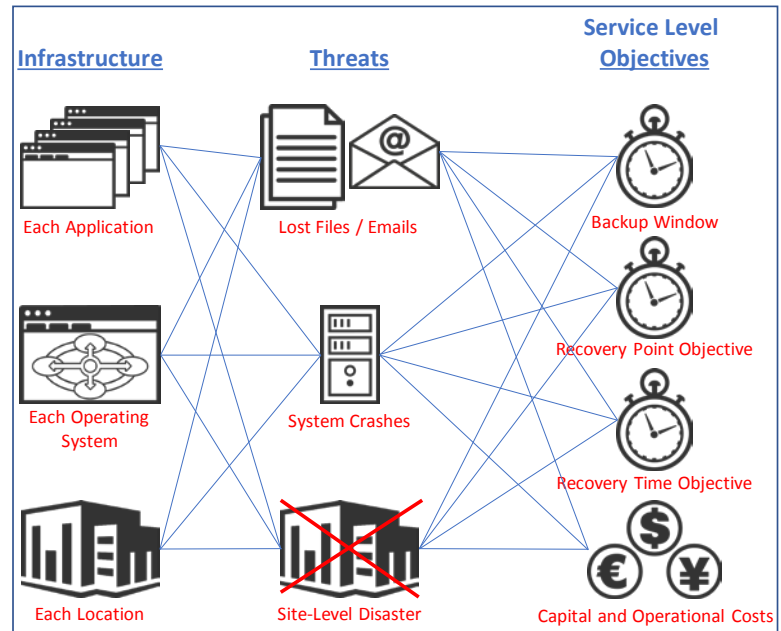 Infrastructure
Threats
Service Level
Objectives
Each Application
@
Lost Files / Emails
Backup Window
Recovery Point Objective
Each Operating
System
System Crashes
Recovery Time Objective
$
€
¥
Each Location
Site-Level Disaster
Capital and Operational Costs